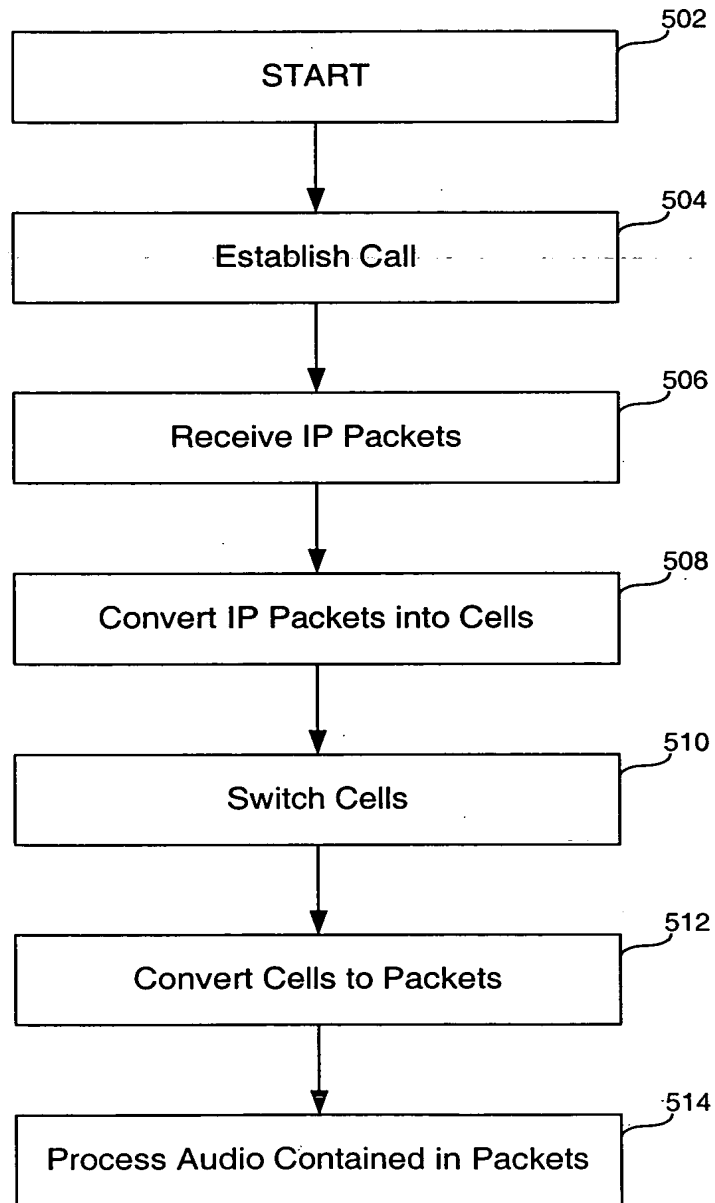 502
START
504
Establish Call
506
Receive IP Packets
508
Convert IP Packets into Cells
510
Switch Cells
512
Convert Cells to Packets
514
Process Audio Contained in Packets